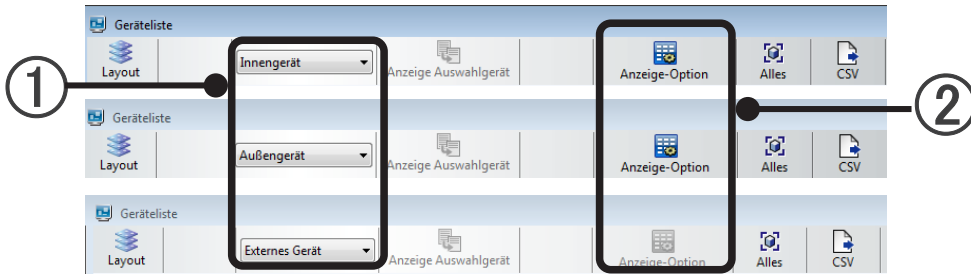 Geräteliste
Layout
Innengerät
Anzeige Auswahlgerät
Anzeige-Option
Alles
CSV
①
②
Geräteliste
Layout
Außengerät
Anzeige Auswahlgerät
Anzeige-Option
Alles
CSV
Geräteliste
Layout
Externes Gerät
Anzeige Auswahlgerät
Anzeige-Option
Alles
CSV